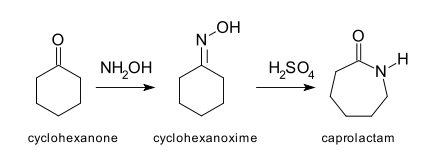 O
NH₂OH
N
OH
H₂SO₄
O
N
H
cyclohexanone
cyclohexanoxime
caprolactam